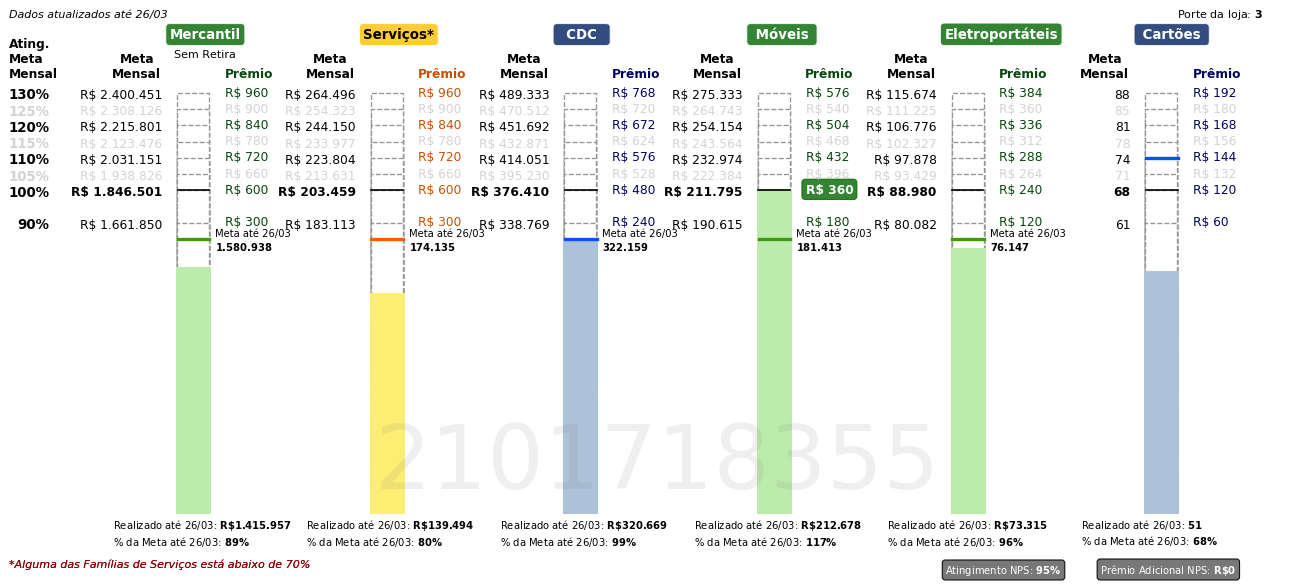 Dados atualizados até 26/03 Porte da loja: 3
Mercantil Serviços* CDC Móveis Eletroportáteis Cartões
Sem Retira
Ating. Meta Mensal Meta Mensal Prêmio Meta Mensal Prêmio Meta Mensal Prêmio Meta Mensal Prêmio Meta Mensal Prêmio Meta Mensal Prêmio
130% R$ 2.400.451 R$ 960 R$ 264.496 R$ 960 R$ 489.333 R$ 768 R$ 275.333 R$ 576 R$ 115.674 R$ 384 88 R$ 192
125% R$ 2.308.126 R$ 900 R$ 254.323 R$ 900 R$ 470.512 R$ 720 R$ 264.743 R$ 540 R$ 111.225 R$ 360 85 R$ 180
120% R$ 2.215.801 R$ 840 R$ 244.150 R$ 840 R$ 451.692 R$ 672 R$ 254.154 R$ 504 R$ 106.776 R$ 336 81 R$ 168
115% R$ 2.123.476 R$ 780 R$ 233.977 R$ 780 R$ 432.871 R$ 624 R$ 243.564 R$ 468 R$ 102.327 R$ 312 78 R$ 156
110% R$ 2.031.151 R$ 720 R$ 223.804 R$ 720 R$ 414.051 R$ 576 R$ 232.974 R$ 432 R$ 97.878 R$ 288 74 R$ 144
105% R$ 1.938.826 R$ 660 R$ 213.631 R$ 660 R$ 395.230 R$ 528 R$ 222.384 R$ 396 R$ 93.429 R$ 264 71 R$ 132
100% R$ 1.846.501 R$ 600 R$ 203.459 R$ 600 R$ 376.410 R$ 480 R$ 211.795 R$ 360 R$ 88.980 R$ 240 68 R$ 120
90% R$ 1.661.850 R$ 300 R$ 183.113 R$ 300 R$ 338.769 R$ 240 R$ 190.615 R$ 180 R$ 80.082 R$ 120 61 R$ 60
Meta até 26/03 Meta até 26/03 Meta até 26/03 Meta até 26/03 Meta até 26/03
1.580.938 174.135 322.159 181.413 76.147
2101718355
Realizado até 26/03: R$1.415.957 Realizado até 26/03: R$139.494 Realizado até 26/03: R$320.669 Realizado até 26/03: R$212.678 Realizado até 26/03: R$73.315 Realizado até 26/03: 51
% da Meta até 26/03: 89% % da Meta até 26/03: 80% % da Meta até 26/03: 99% % da Meta até 26/03: 117% % da Meta até 26/03: 96% % da Meta até 26/03: 68%
*Alguma das Famílias de Serviços está abaixo de 70% Atingimento NPS: 95% Prêmio Adicional NPS: R$0